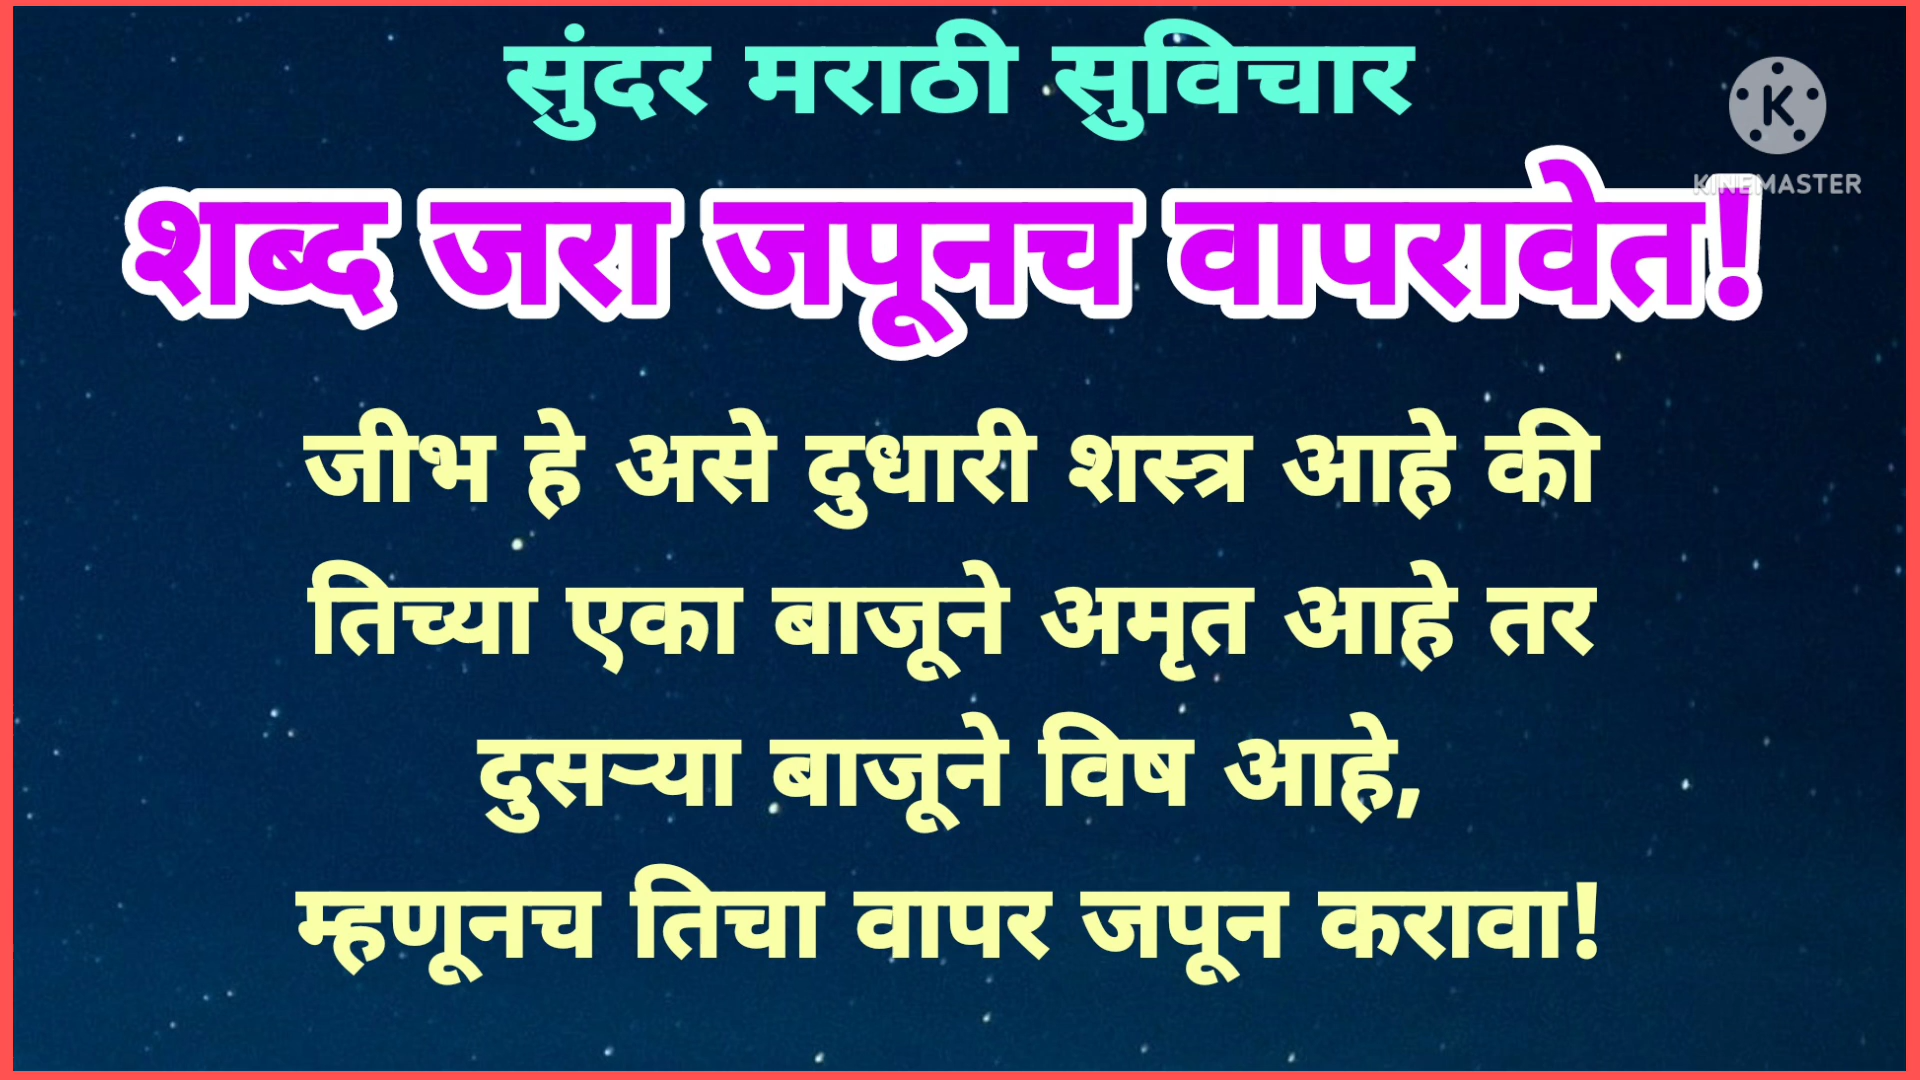 सुंदर मराठी सुविचार
KINEMASTER
शब्द जरा जपूनच वापरावेत!
जीभ हे असे दुधारी शस्त्र आहे की
तिच्या एका बाजूने अमृत आहे तर
दुसऱ्या बाजूने विष आहे,
म्हणूनच तिचा वापर जपून करावा!